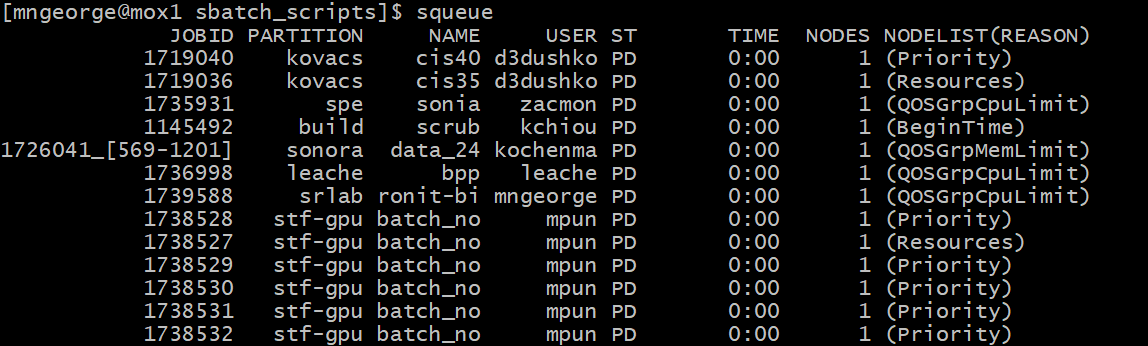 [mngeorge@mox1 sbatch_scripts]$ squeue
JOBID PARTITION NAME USER ST TIME NODES NODELIST(REASON)
1719040 kovacs cis40 d3dushko PD 0:00 1 (Priority)
1719036 kovacs cis35 d3dushko PD 0:00 1 (Resources)
1735931 spe sonia zacmon PD 0:00 1 (QOSGrpCpuLimit)
1145492 build scrub kchiou PD 0:00 1 (BeginTime)
1726041_[569-1201] sonora data_24 kochenma PD 0:00 1 (QOSGrpMemLimit)
1736998 leache bpp leache PD 0:00 1 (QOSGrpCpuLimit)
1739588 srlab ronit-bi mngeorge PD 0:00 1 (QOSGrpCpuLimit)
1738528 stf-gpu batch_no mpun PD 0:00 1 (Priority)
1738527 stf-gpu batch_no mpun PD 0:00 1 (Resources)
1738529 stf-gpu batch_no mpun PD 0:00 1 (Priority)
1738530 stf-gpu batch_no mpun PD 0:00 1 (Priority)
1738531 stf-gpu batch_no mpun PD 0:00 1 (Priority)
1738532 stf-gpu batch_no mpun PD 0:00 1 (Priority)